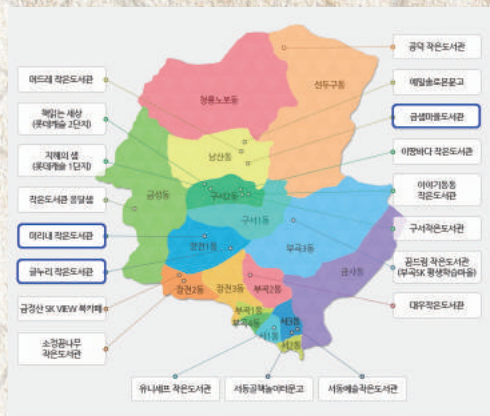 공덕 작은도서관
어드레 작은도서관
메밀솔로몬문고
책읽는 세상
(롯데캐슬 2단지)
금샘마을도서관
지혜의 샘
(롯데캐슬 1단지)
이랑바다 작은도서관
작은도서관 옹달샘
이야기동동
작은도서관
미리내 작은도서관
구서작은도서관
글누리 작은도서관
꿈드림 작은도서관
(부곡SK 평생학습마을)
금정산 SK VIEW 북카페
대우작은도서관
소정꿈나무
작은도서관
유니세프 작은도서관
서동공책놀이터문고
서동예술작은도서관
청룡노포동
선두구동
남산동
금성동
구서2동
구서1동
장전1동
부곡3동
금사동
장전2동
장전3동
부곡2동
부곡1동
부곡4동
서1동
서3동
서2동